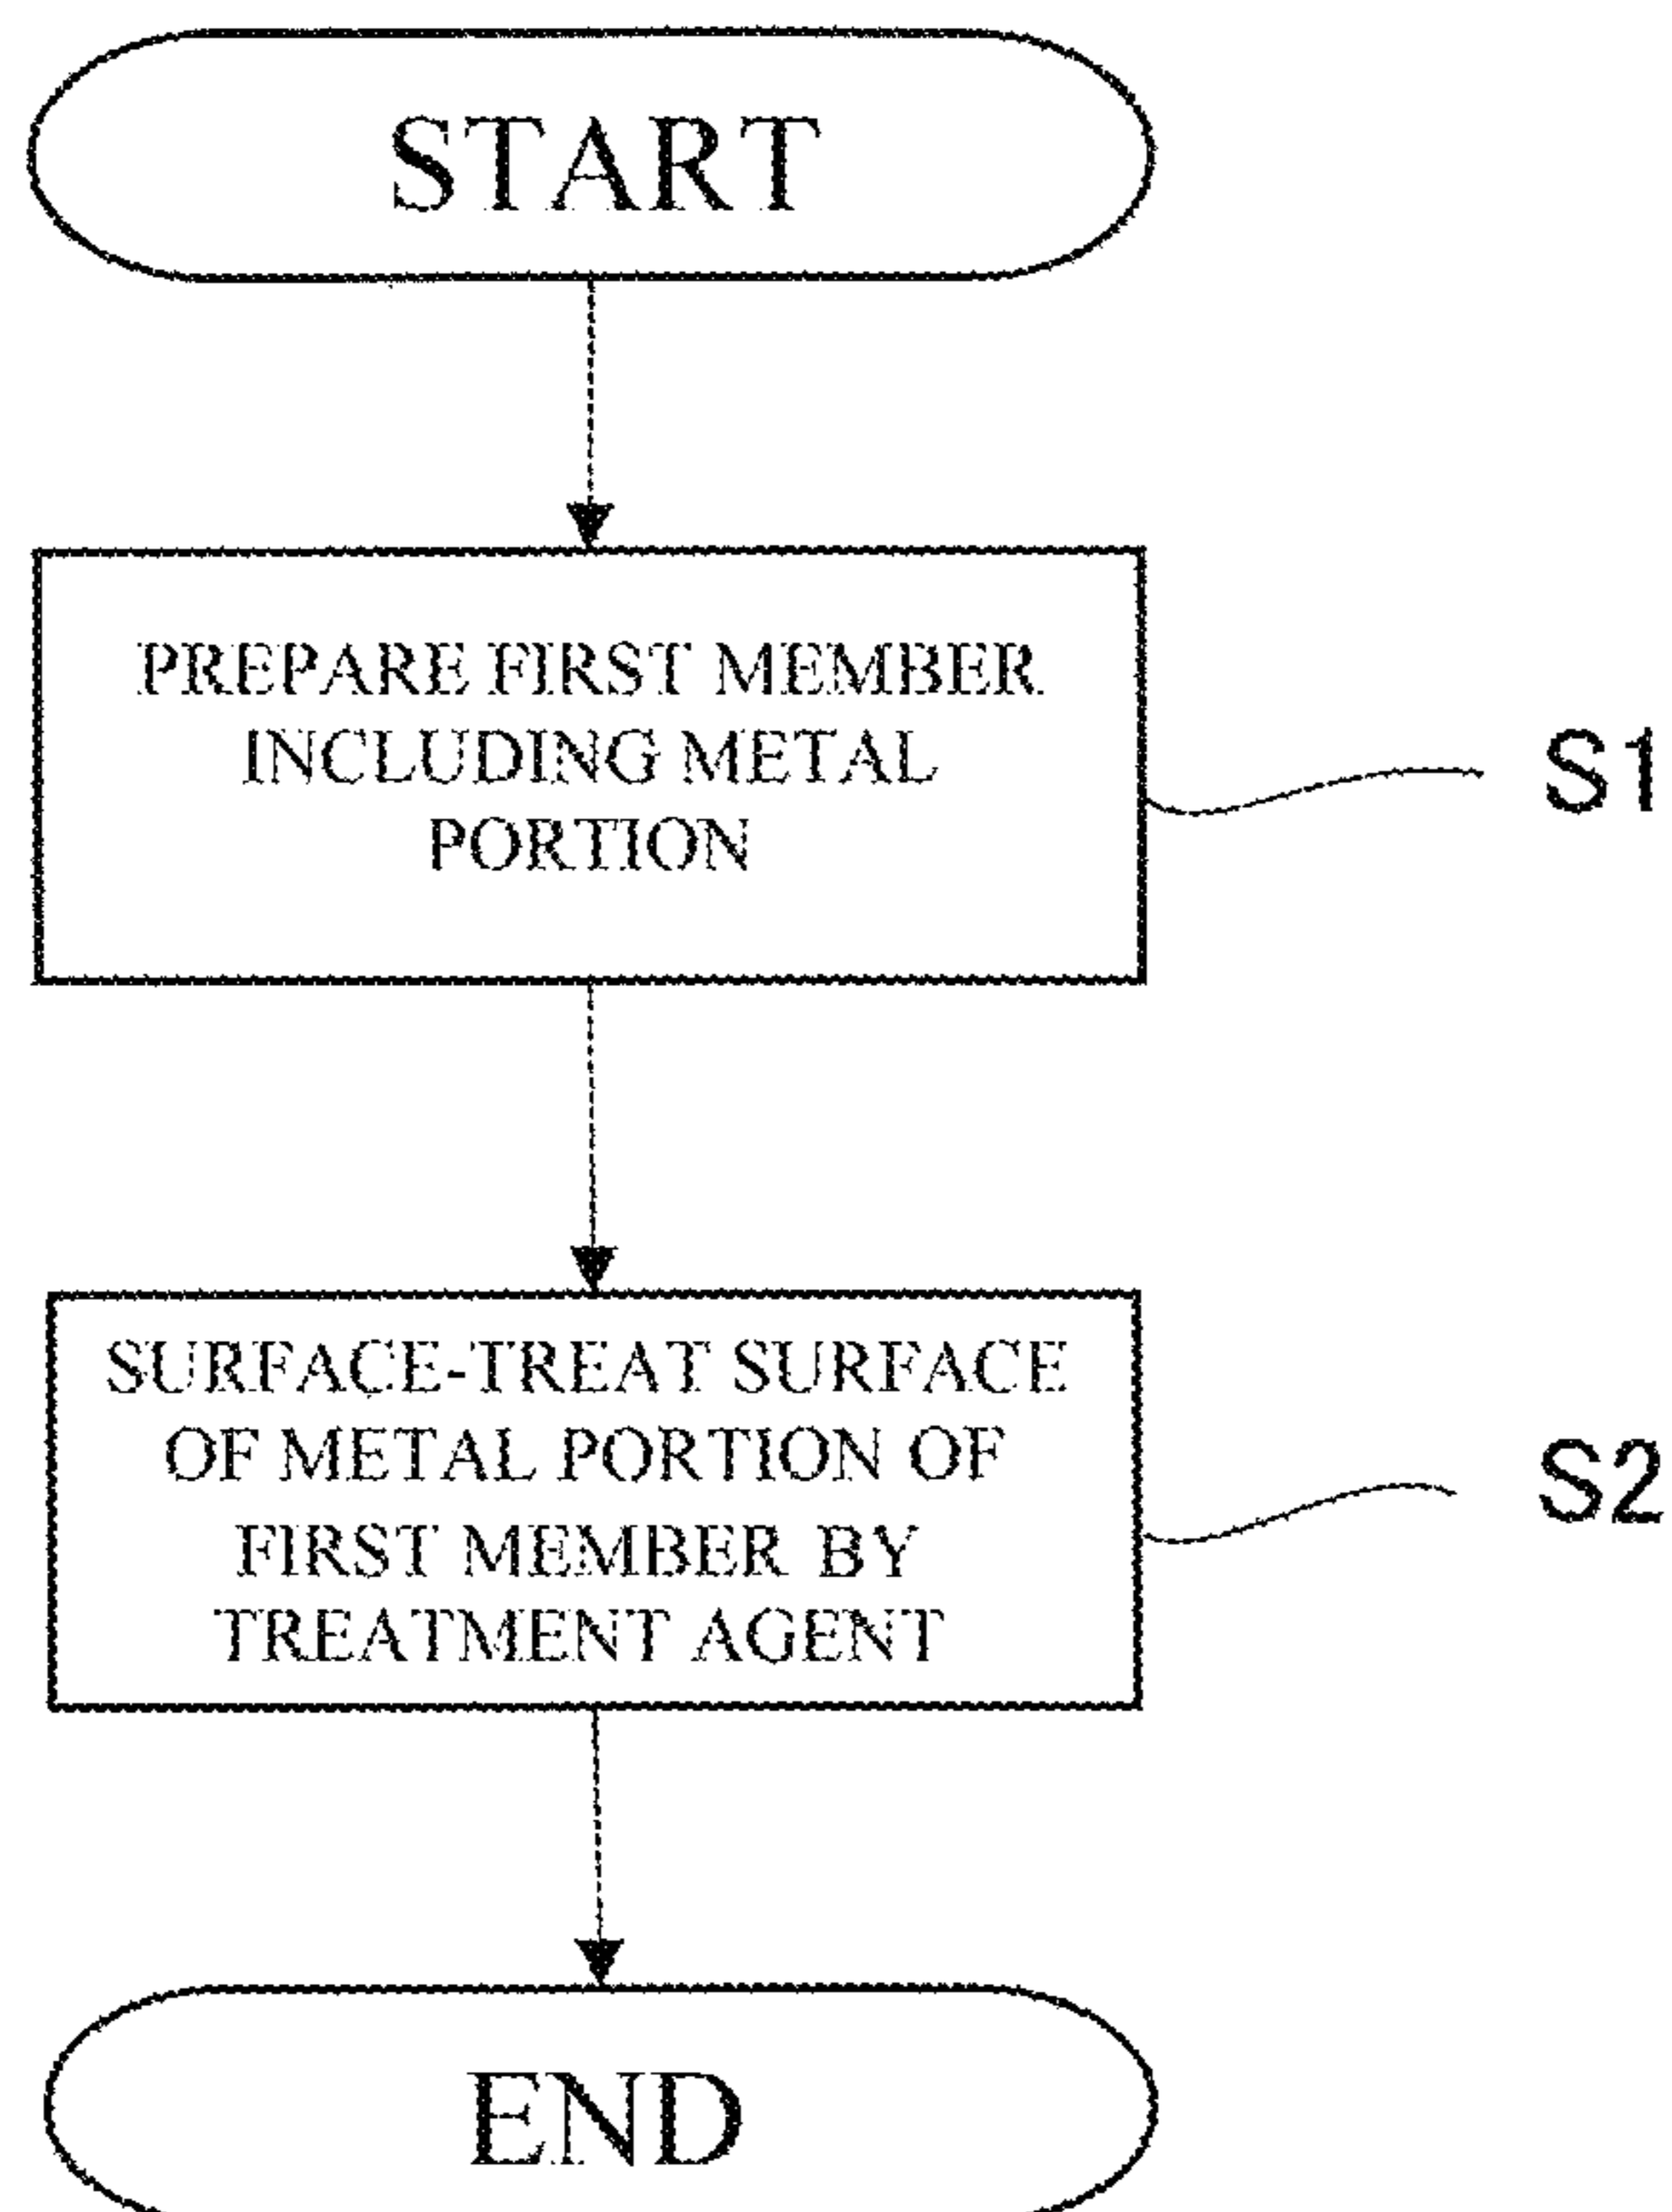 START
PREPARE FIRST MEMBER
INCLUDING METAL
PORTION
S1
SURFACE-TREAT SURFACE
OF METAL PORTION OF
FIRST MEMBER BY
TREATMENT AGENT
S2
END